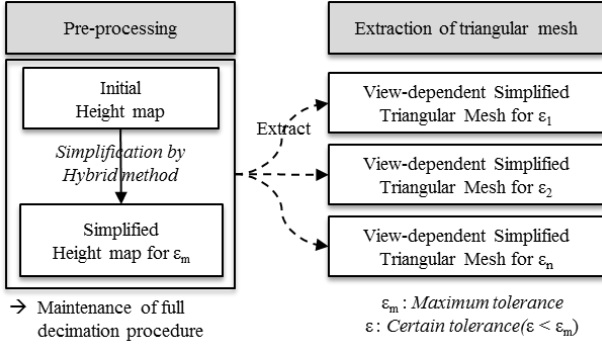 Pre-processing
Initial
Height map
Simplification by
Hybrid method
Simplified
Height map for εm
→ Maintenance of full
decimation procedure
Extract
Extraction of triangular mesh
View-dependent Simplified
Triangular Mesh for ε1
View-dependent Simplified
Triangular Mesh for ε2
View-dependent Simplified
Triangular Mesh for εn
εm : Maximum tolerance
ε : Certain tolerance(ε < εm)